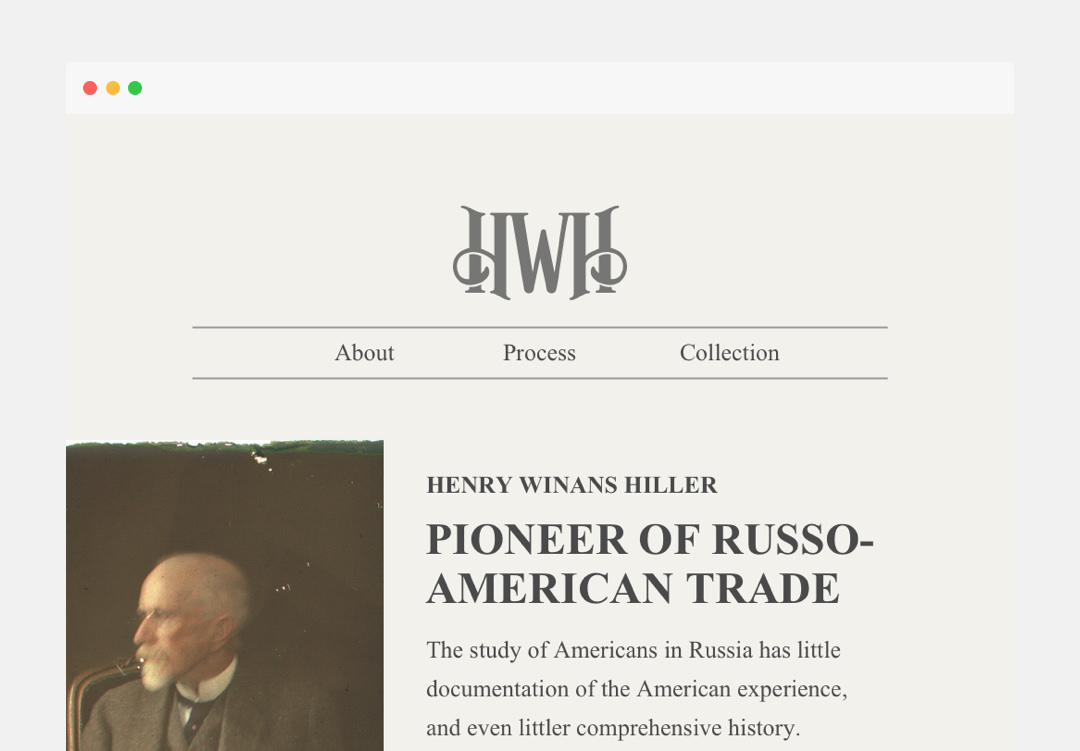 HWH
About Process Collection
HENRY WINANS HILLER
PIONEER OF RUSSO-
AMERICAN TRADE
The study of Americans in Russia has little
documentation of the American experience,
and even littler comprehensive history.